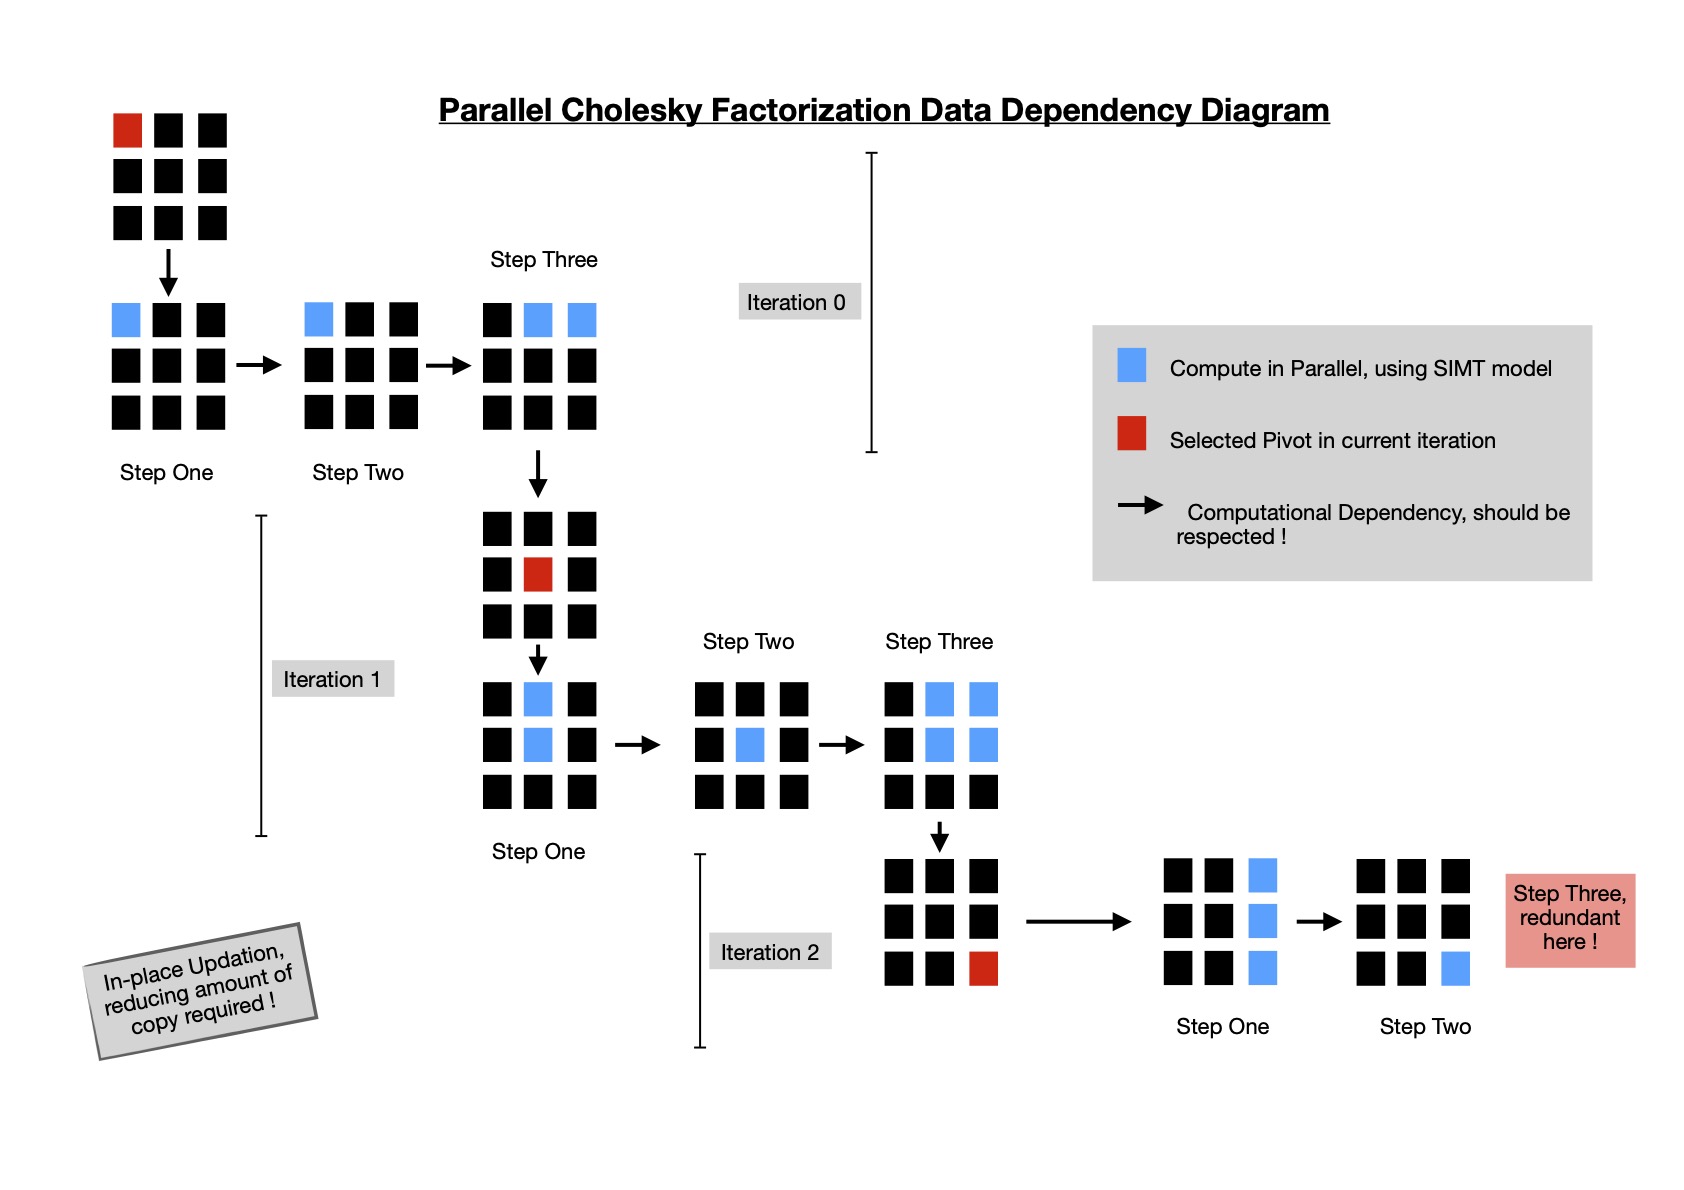 Parallel Cholesky Factorization Data Dependency Diagram
Step Three
Iteration 0
Step One
Step Two
Compute in Parallel, using SIMT model
Selected Pivot in current iteration
Computational Dependency, should be
respected !
Iteration 1
Step Two
Step Three
Step One
Iteration 2
Step One
Step Two
Step Three,
redundant
here !
In-place Updation,
reducing amount of
copy required !